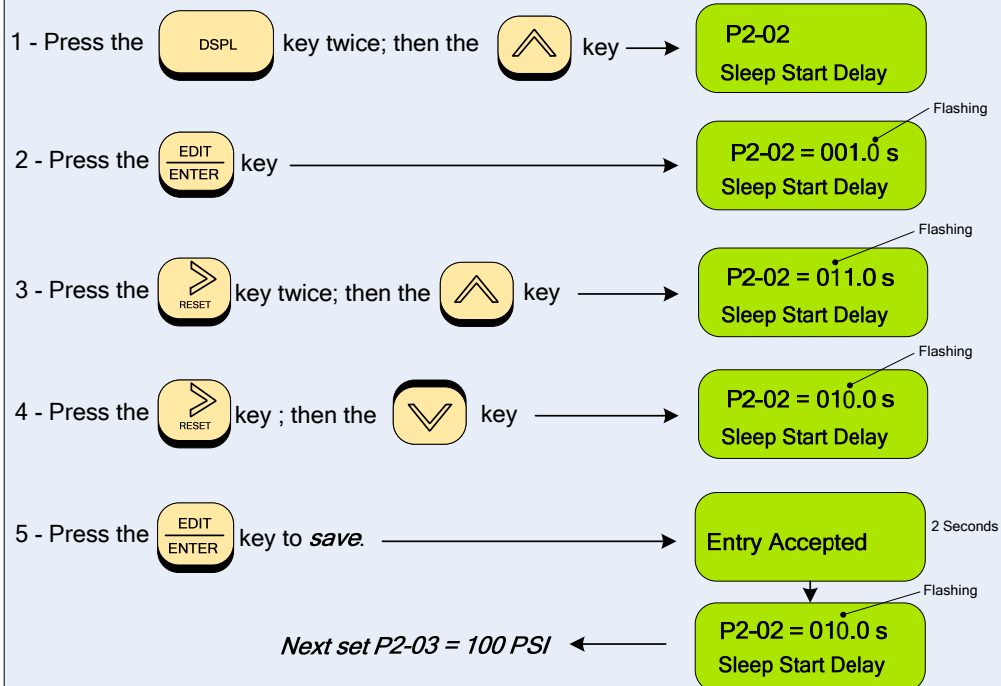 1 - Press the DSPL key twice; then the key
P2-02
Sleep Start Delay
Flashing
2 - Press the EDIT ENTER key
P2-02 = 001.0 s
Sleep Start Delay
Flashing
3 - Press the RESET key twice; then the key
P2-02 = 011.0 s
Sleep Start Delay
Flashing
4 - Press the RESET key ; then the key
P2-02 = 010.0 s
Sleep Start Delay
5 - Press the EDIT ENTER key to save.
Entry Accepted
2 Seconds
Flashing
P2-02 = 010.0 s
Sleep Start Delay
Next set P2-03 = 100 PSI